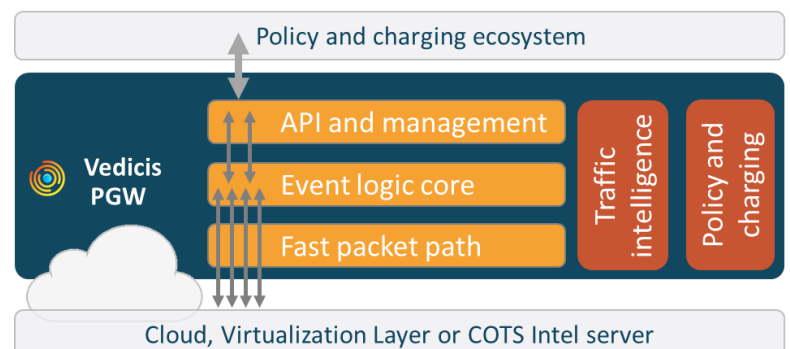 Policy and charging ecosystem
Vedicis
PGW
API and management
Event logic core
Fast packet path
Traffic
intelligence
Policy and
charging
Cloud, Virtualization Layer or COTS Intel server